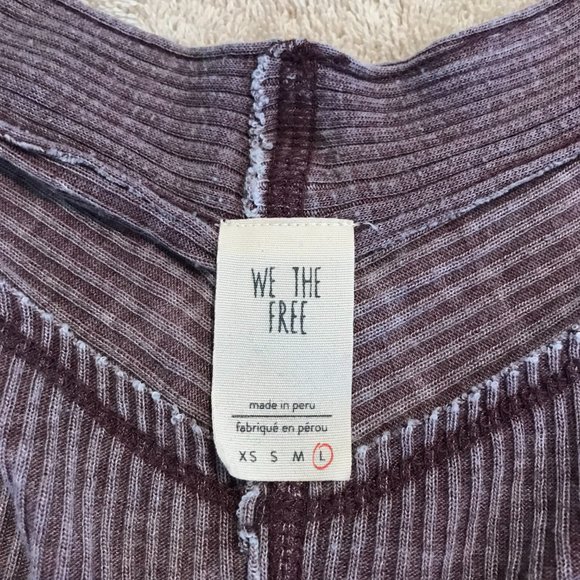 WE THE
FREE
made in peru
fabriqué en pérou
XS S M L